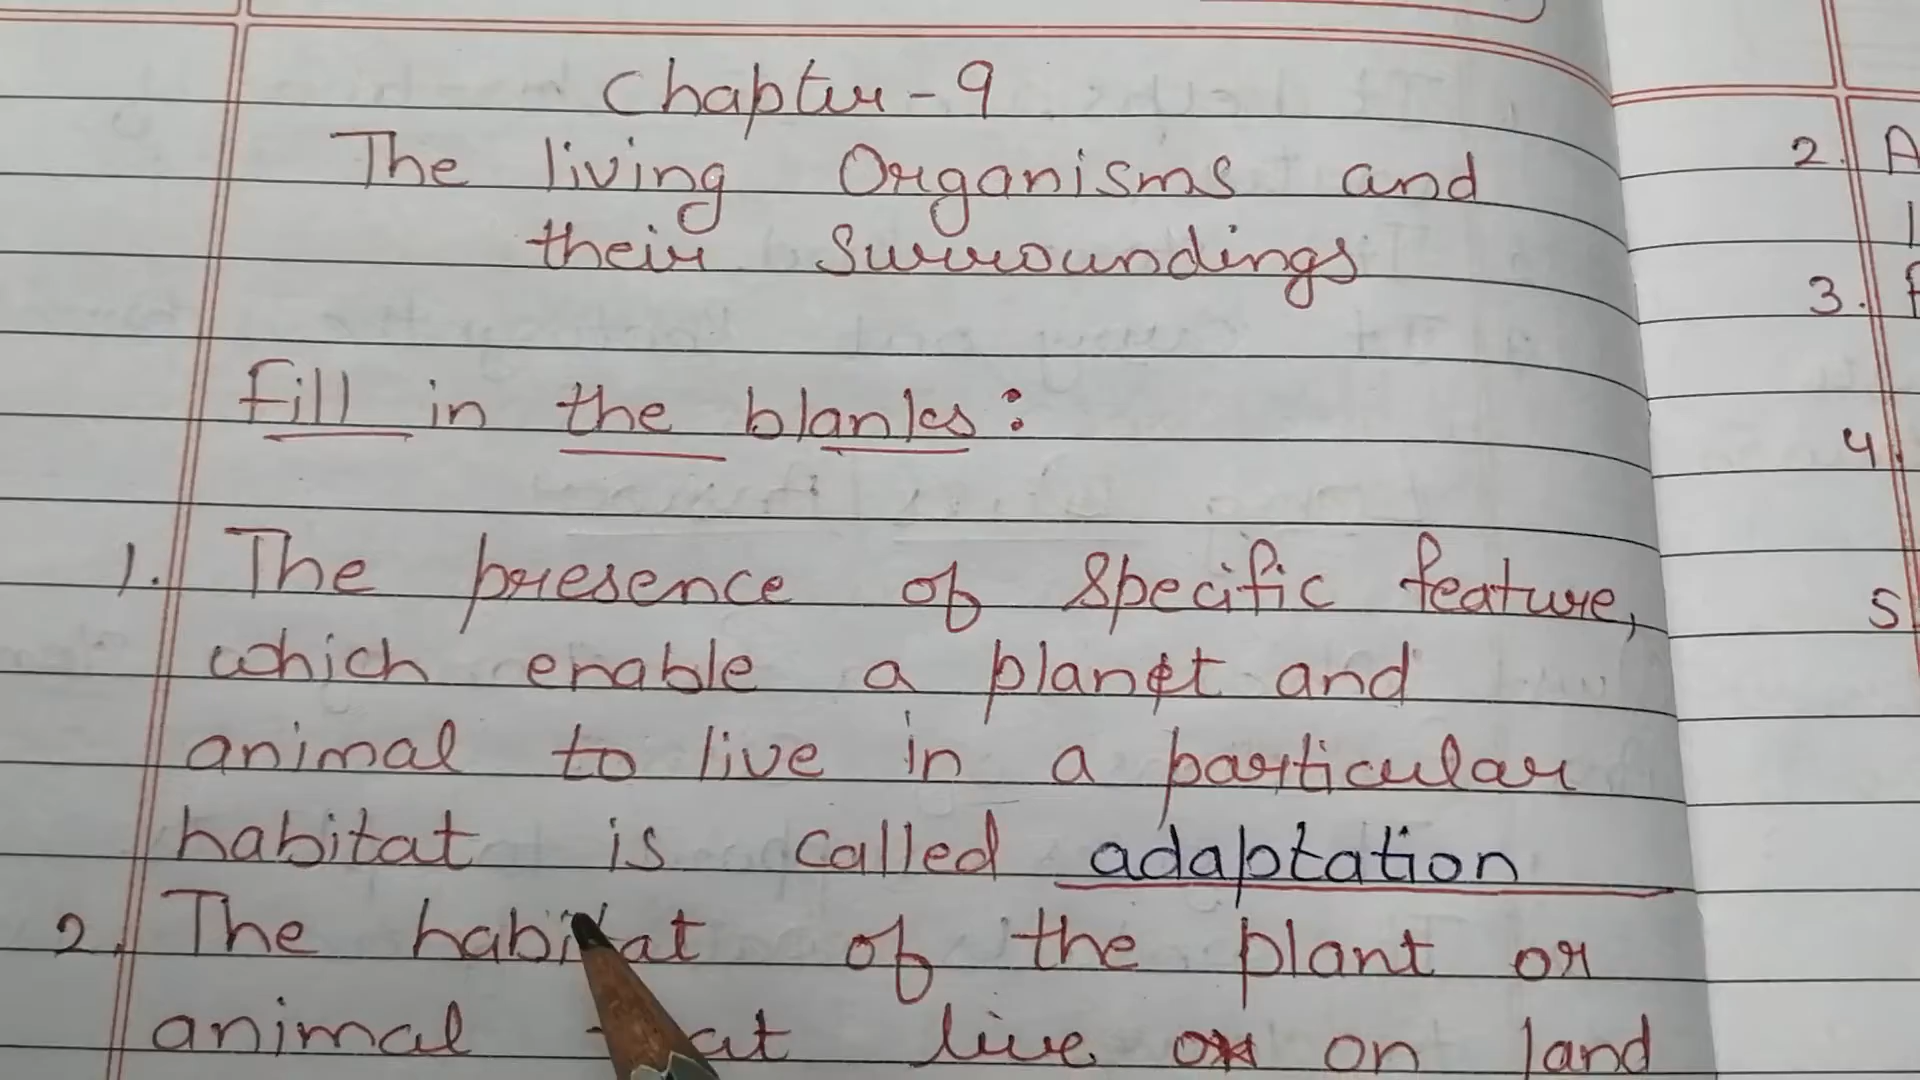 Chapter - 9
The living Organisms and
their Surroundings
fill in the blanks :
1. The presence of Specific feature,
which enable a plant and
animal to live in a particular
habitat is called adaptation
2. The habitat of the plant or
animal at live on land
2. A
3.
4.
5